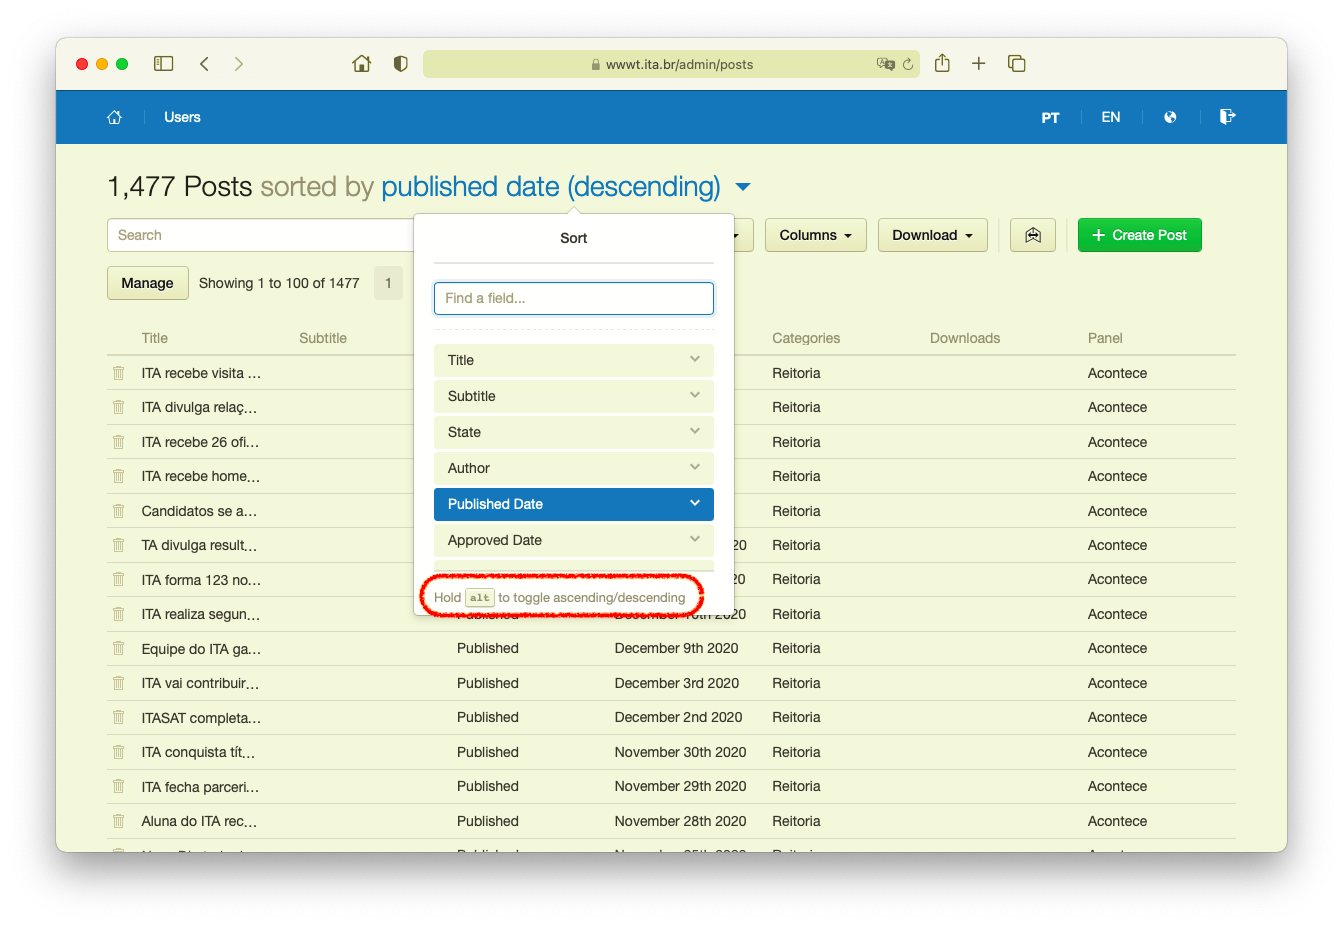 wwwt.ita.br/admin/posts
Users
PT
EN
1,477 Posts sorted by published date (descending)
Search
Columns
Download
+ Create Post
Manage
Showing 1 to 100 of 1477
1
Sort
Find a field...
Title
Subtitle
State
Author
Published Date
Approved Date
Hold alt to toggle ascending/descending
Title Subtitle Categories Downloads Panel
ITA recebe visita ... Reitoria Acontece
ITA divulga relaç... Reitoria Acontece
ITA recebe 26 ofi... Reitoria Acontece
ITA recebe home... Reitoria Acontece
Candidatos se a... Reitoria Acontece
TA divulga result... 20 Reitoria Acontece
ITA forma 123 no... 20 Reitoria Acontece
ITA realiza segun... Published December 10th 2020 Reitoria Acontece
Equipe do ITA ga... Published December 9th 2020 Reitoria Acontece
ITA vai contribuir... Published December 3rd 2020 Reitoria Acontece
ITASAT completa... Published December 2nd 2020 Reitoria Acontece
ITA conquista tít... Published November 30th 2020 Reitoria Acontece
ITA fecha parceri... Published November 29th 2020 Reitoria Acontece
Aluna do ITA rec... Published November 28th 2020 Reitoria Acontece